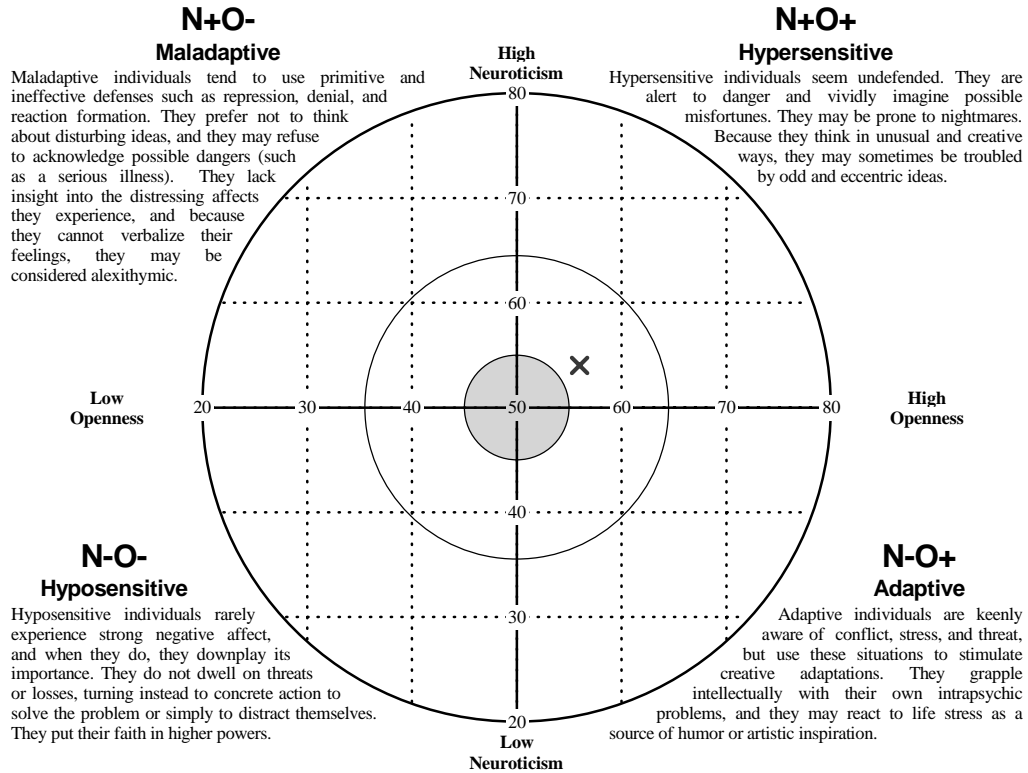 N+O-
Maladaptive
Maladaptive individuals tend to use primitive and
ineffective defenses such as repression, denial, and
reaction formation. They prefer not to think
about disturbing ideas, and they may refuse
to acknowledge possible dangers (such
as a serious illness). They lack
insight into the distressing affects
they experience, and because
they cannot verbalize their
feelings, they may be
considered alexithymic.
High
Neuroticism
N+O+
Hypersensitive
Hypersensitive individuals seem undefended. They are
alert to danger and vividly imagine possible
misfortunes. They may be prone to nightmares.
Because they think in unusual and creative
ways, they may sometimes be troubled
by odd and eccentric ideas.
80
70
60
Low
Openness
20 30 40 50 60 70 80
High
Openness
40
30
20
N-O-
Hyposensitive
Hyposensitive individuals rarely
experience strong negative affect,
and when they do, they downplay its
importance. They do not dwell on threats
or losses, turning instead to concrete action to
solve the problem or simply to distract themselves.
They put their faith in higher powers.
Low
Neuroticism
N-O+
Adaptive
Adaptive individuals are keenly
aware of conflict, stress, and threat,
but use these situations to stimulate
creative adaptations. They grapple
intellectually with their own intrapsychic
problems, and they may react to life stress as a
source of humor or artistic inspiration.